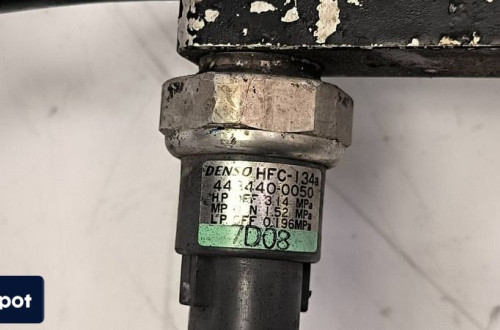 DENSO HFC-134a
443440-0050
HP OFF 3.14 MPa
MP ON 1.52 MPa
LP OFF 0.196MPa
7D08
pot